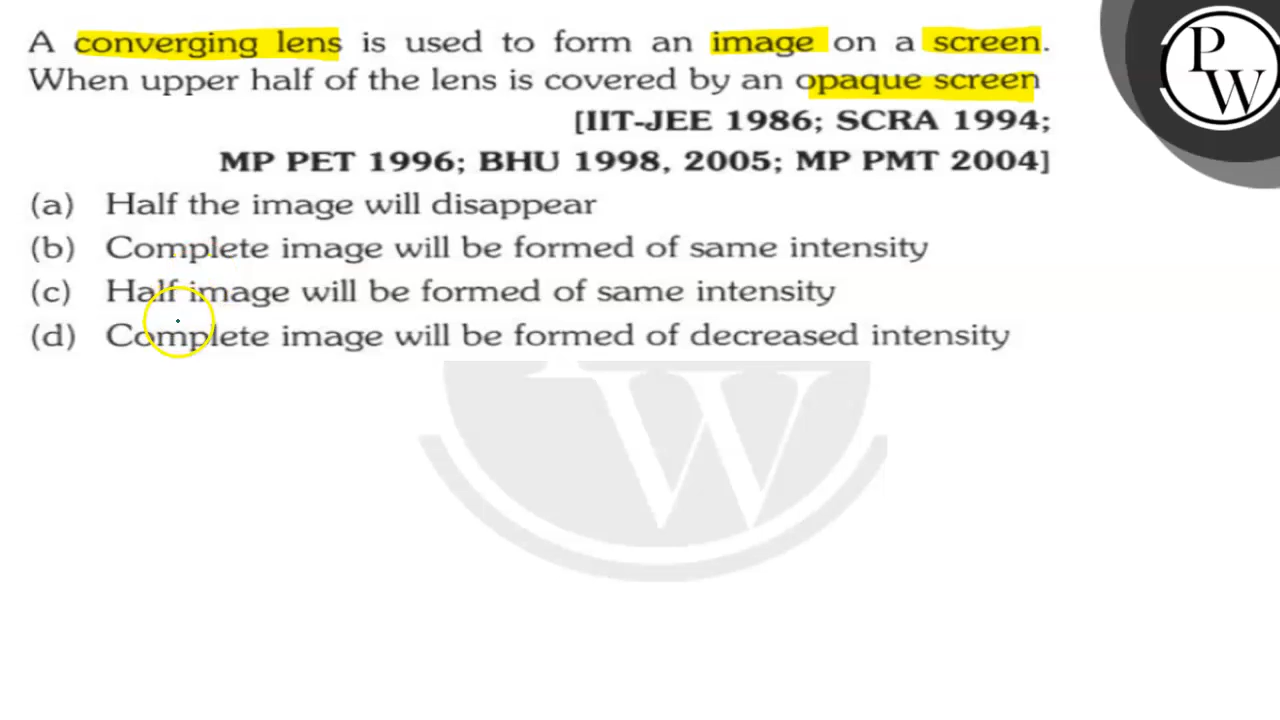 A converging lens is used to form an image on a screen.
When upper half of the lens is covered by an opaque screen
[IIT-JEE 1986; SCRA 1994;
MP PET 1996; BHU 1998, 2005; MP PMT 2004]
(a) Half the image will disappear
(b) Complete image will be formed of same intensity
(c) Half image will be formed of same intensity
(d) Complete image will be formed of decreased intensity
P
W
W